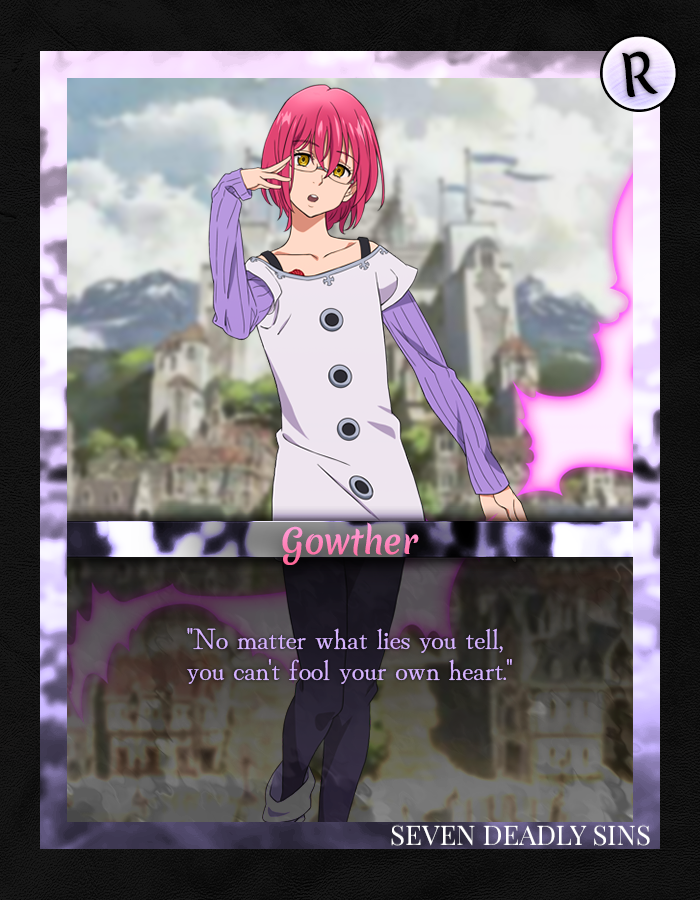 R
Gowther
"No matter what lies you tell,
you can't fool your own heart."
SEVEN DEADLY SINS